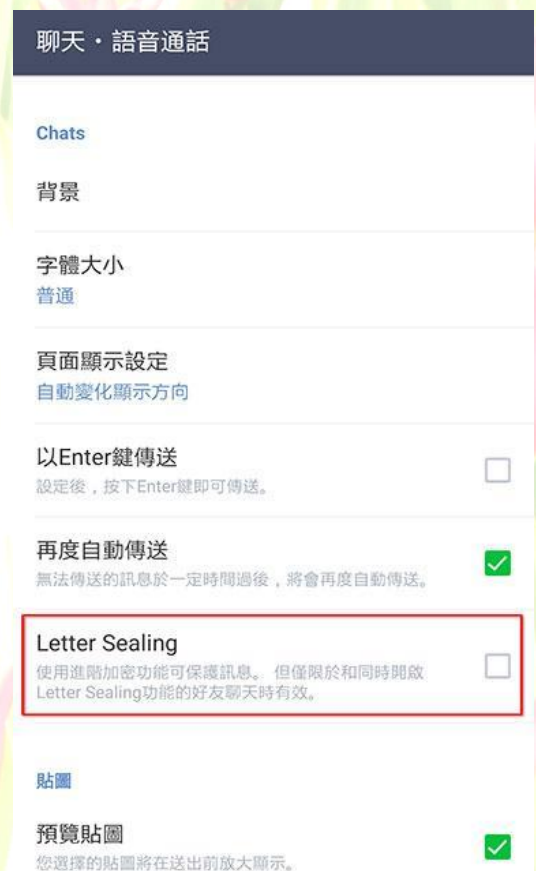 聊天・語音通話
Chats
背景
字體大小
普通
頁面顯示設定
自動變化顯示方向
以Enter鍵傳送
設定後，按下Enter鍵即可傳送。
再度自動傳送
無法傳送的訊息於一定時間過後，將會再度自動傳送。
Letter Sealing
使用進階加密功能可保護訊息。 但僅限於和同時開啟
Letter Sealing功能的好友聊天時有效。
貼圖
預覽貼圖
您選擇的貼圖將在送出前放大顯示。